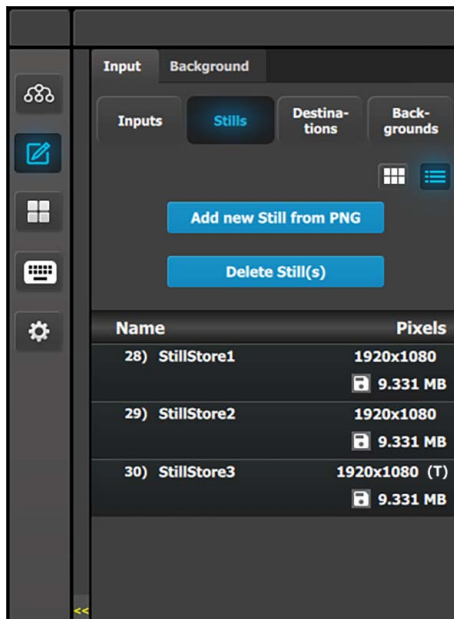 Input Background
Inputs Stills Destina- Back-
tions grounds
Add new Still from PNG
Delete Still(s)
Name Pixels
28) StillStore1 1920x1080
9.331 MB
29) StillStore2 1920x1080
9.331 MB
30) StillStore3 1920x1080 (T)
9.331 MB
<<